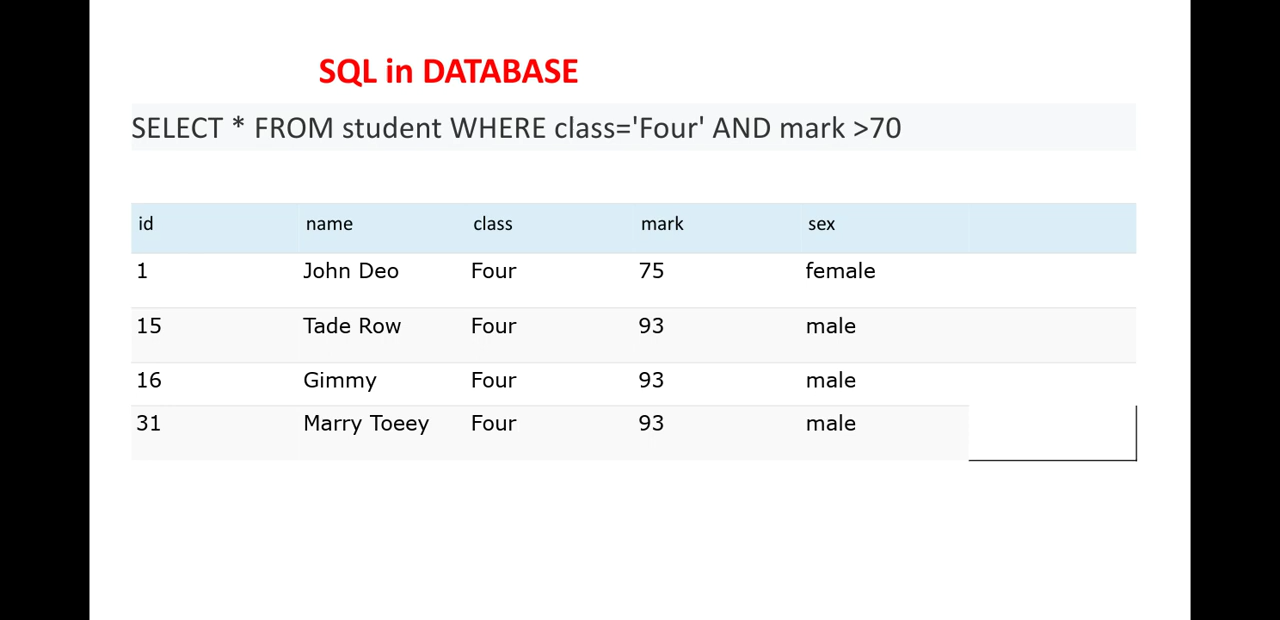 SQL in DATABASE
SELECT * FROM student WHERE class='Four' AND mark >70
id name class mark sex
1 John Deo Four 75 female
15 Tade Row Four 93 male
16 Gimmy Four 93 male
31 Marry Toeey Four 93 male